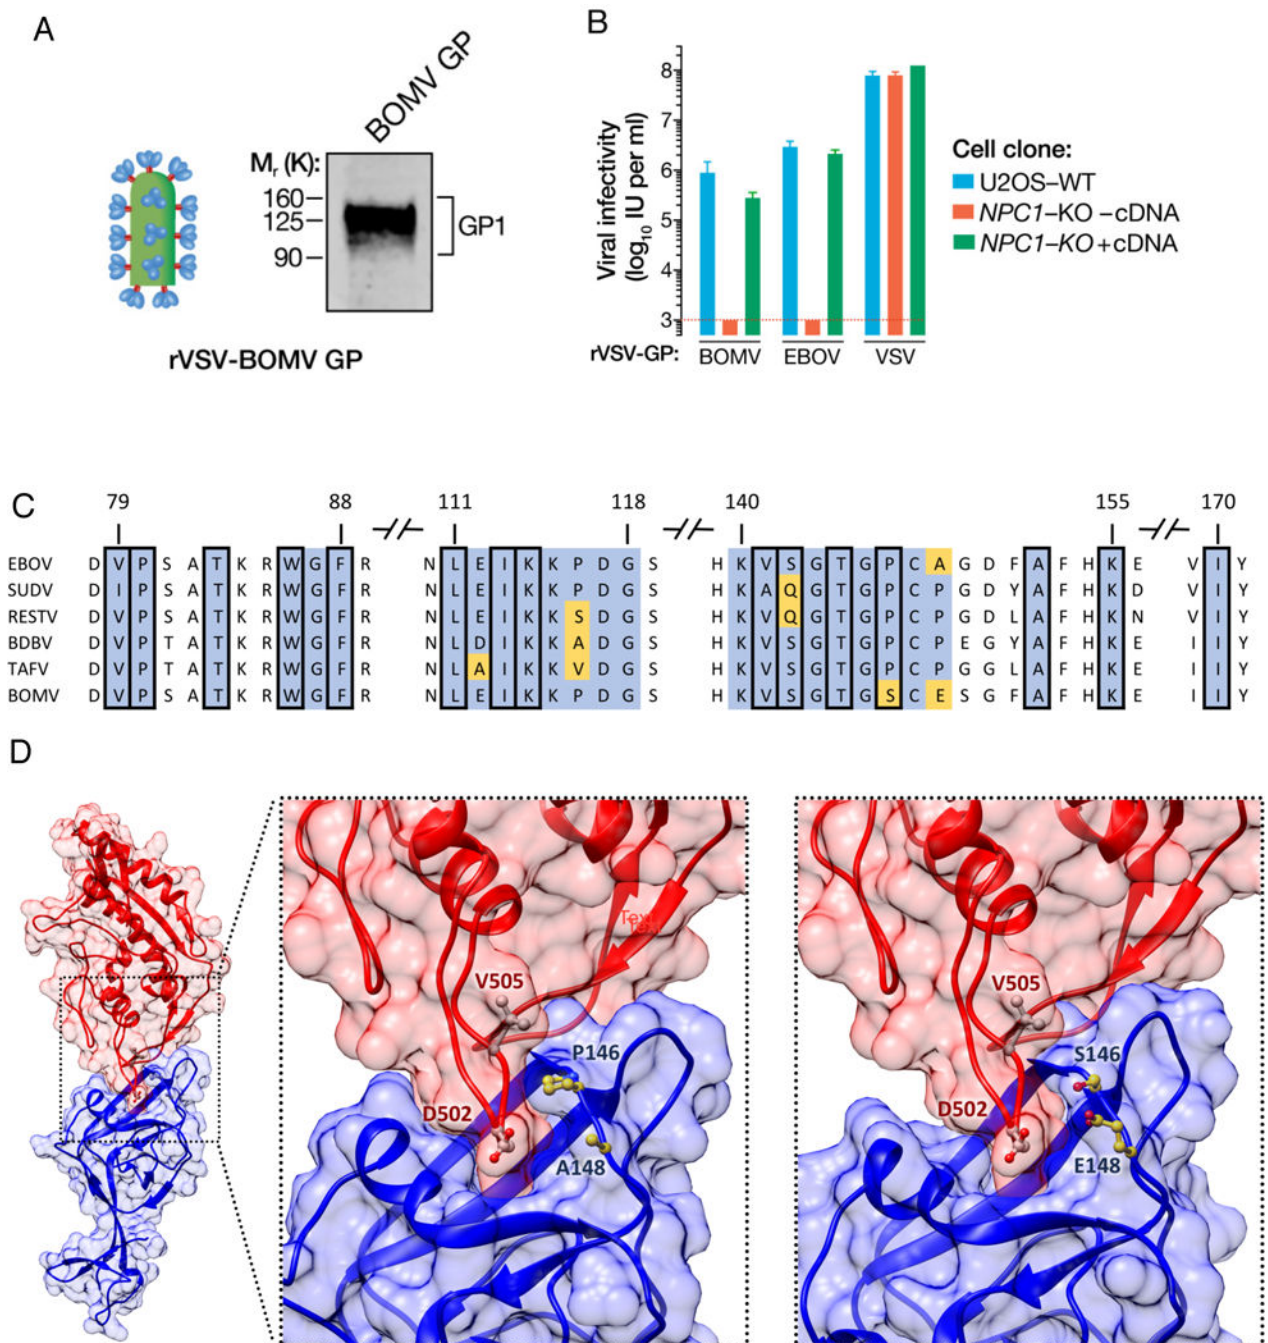 A
BOMV GP
Mr (K):
160
125
90
GP1
rVSV-BOMV GP
B
Viral infectivity
(log10 IU per ml)
8
7
6
5
4
3
rVSV-GP: BOMV EBOV VSV
Cell clone:
U2OS–WT
NPC1–KO –cDNA
NPC1–KO +cDNA
C
79 88 111 118 140 155 170
EBOV D V P S A T K R W G F R N L E I K K P D G S H K V S G T G P C A G D F A F H K E V I Y
SUDV D I P S A T K R W G F R N L E I K K P D G S H K A Q G T G P C P G D Y A F H K D V I Y
RESTV D V P S A T K R W G F R N L E I K K S D G S H K V Q G T G P C P G D L A F H K N V I Y
BDBV D V P T A T K R W G F R N L D I K K A D G S H K V S G T G P C P E G Y A F H K E I I Y
TAFV D V P T A T K R W G F R N L A I K K V D G S H K V S G T G P C P G G L A F H K E I I Y
BOMV D V P S A T K R W G F R N L E I K K P D G S H K V S G T G S C E S G F A F H K E I I Y
D
Text
V505
P146
D502
A148
V505
S146
D502
E148